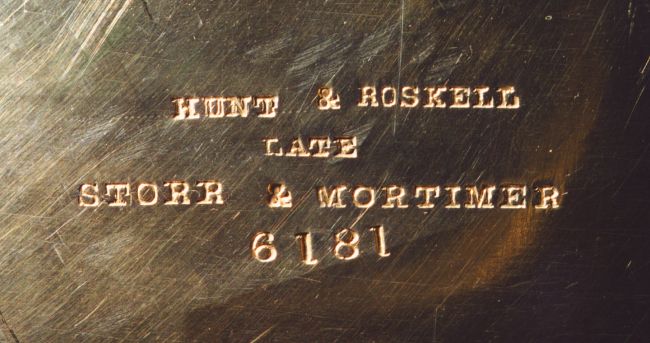 HUNT & ROSKELL
LATE
STORR & MORTIMER
6181